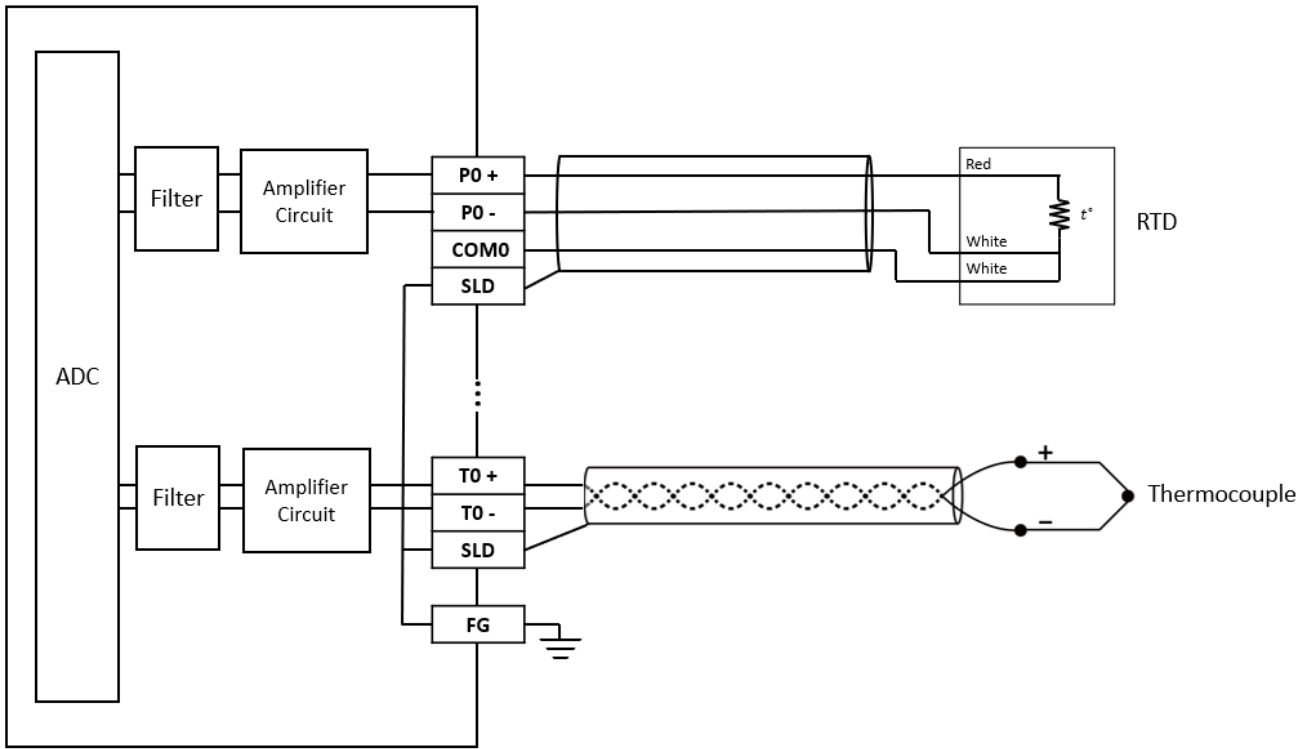 Red
P0 +
Filter
Amplifier
Circuit
P0 -
t°
RTD
White
COM0
White
SLD
ADC
T0 +
Filter
Amplifier
Circuit
+
Thermocouple
T0 -
−
SLD
FG